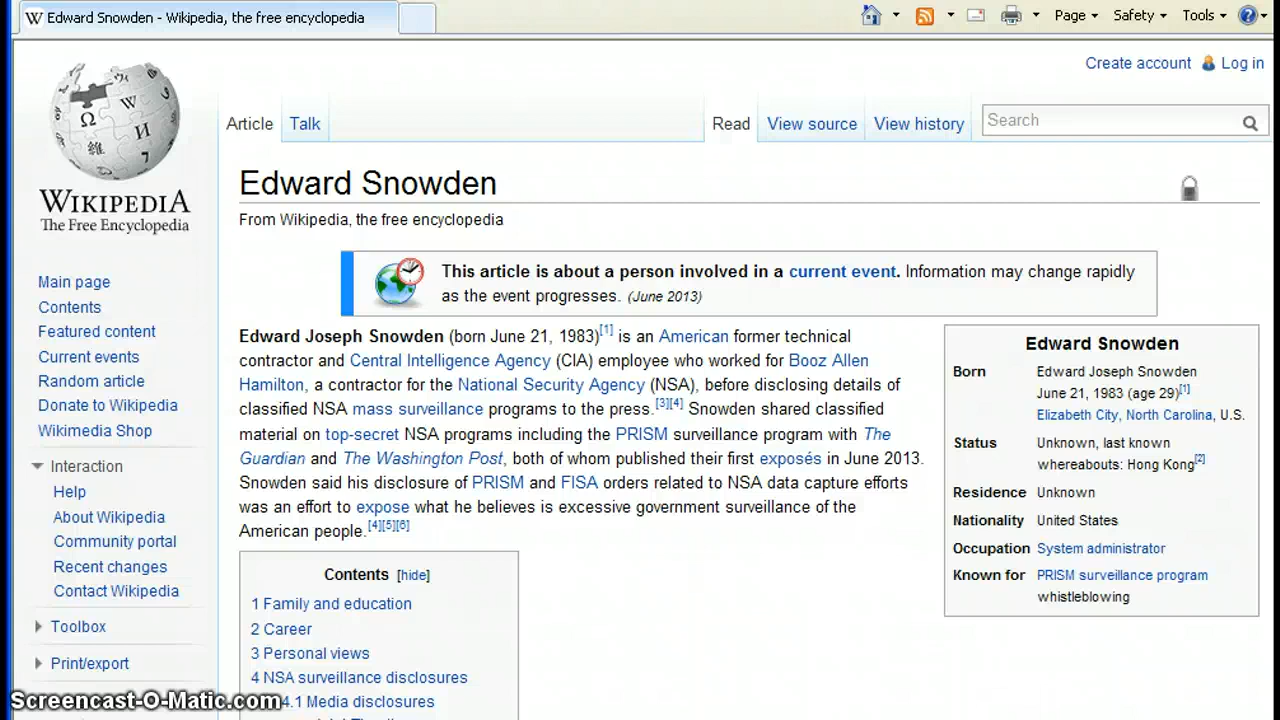 Edward Snowden - Wikipedia, the free encyclopedia
Page
Safety
Tools
Create account
Log in
Article
Talk
Read
View source
View history
Search
WIKIPEDIA
The Free Encyclopedia
Main page
Contents
Featured content
Current events
Random article
Donate to Wikipedia
Wikimedia Shop
Interaction
Help
About Wikipedia
Community portal
Recent changes
Contact Wikipedia
Toolbox
Print/export
Edward Snowden
From Wikipedia, the free encyclopedia
This article is about a person involved in a current event. Information may change rapidly
as the event progresses. (June 2013)
Edward Joseph Snowden (born June 21, 1983)[1] is an American former technical
contractor and Central Intelligence Agency (CIA) employee who worked for Booz Allen
Hamilton, a contractor for the National Security Agency (NSA), before disclosing details of
classified NSA mass surveillance programs to the press.[3][4] Snowden shared classified
material on top-secret NSA programs including the PRISM surveillance program with The
Guardian and The Washington Post, both of whom published their first exposés in June 2013.
Snowden said his disclosure of PRISM and FISA orders related to NSA data capture efforts
was an effort to expose what he believes is excessive government surveillance of the
American people.[4][5][6]
Edward Snowden
Born Edward Joseph Snowden
June 21, 1983 (age 29)[1]
Elizabeth City, North Carolina, U.S.
Status Unknown, last known
whereabouts: Hong Kong[2]
Residence Unknown
Nationality United States
Occupation System administrator
Known for PRISM surveillance program
whistleblowing
Contents [hide]
1 Family and education
2 Career
3 Personal views
4 NSA surveillance disclosures
4.1 Media disclosures
Screencast-O-Matic.com